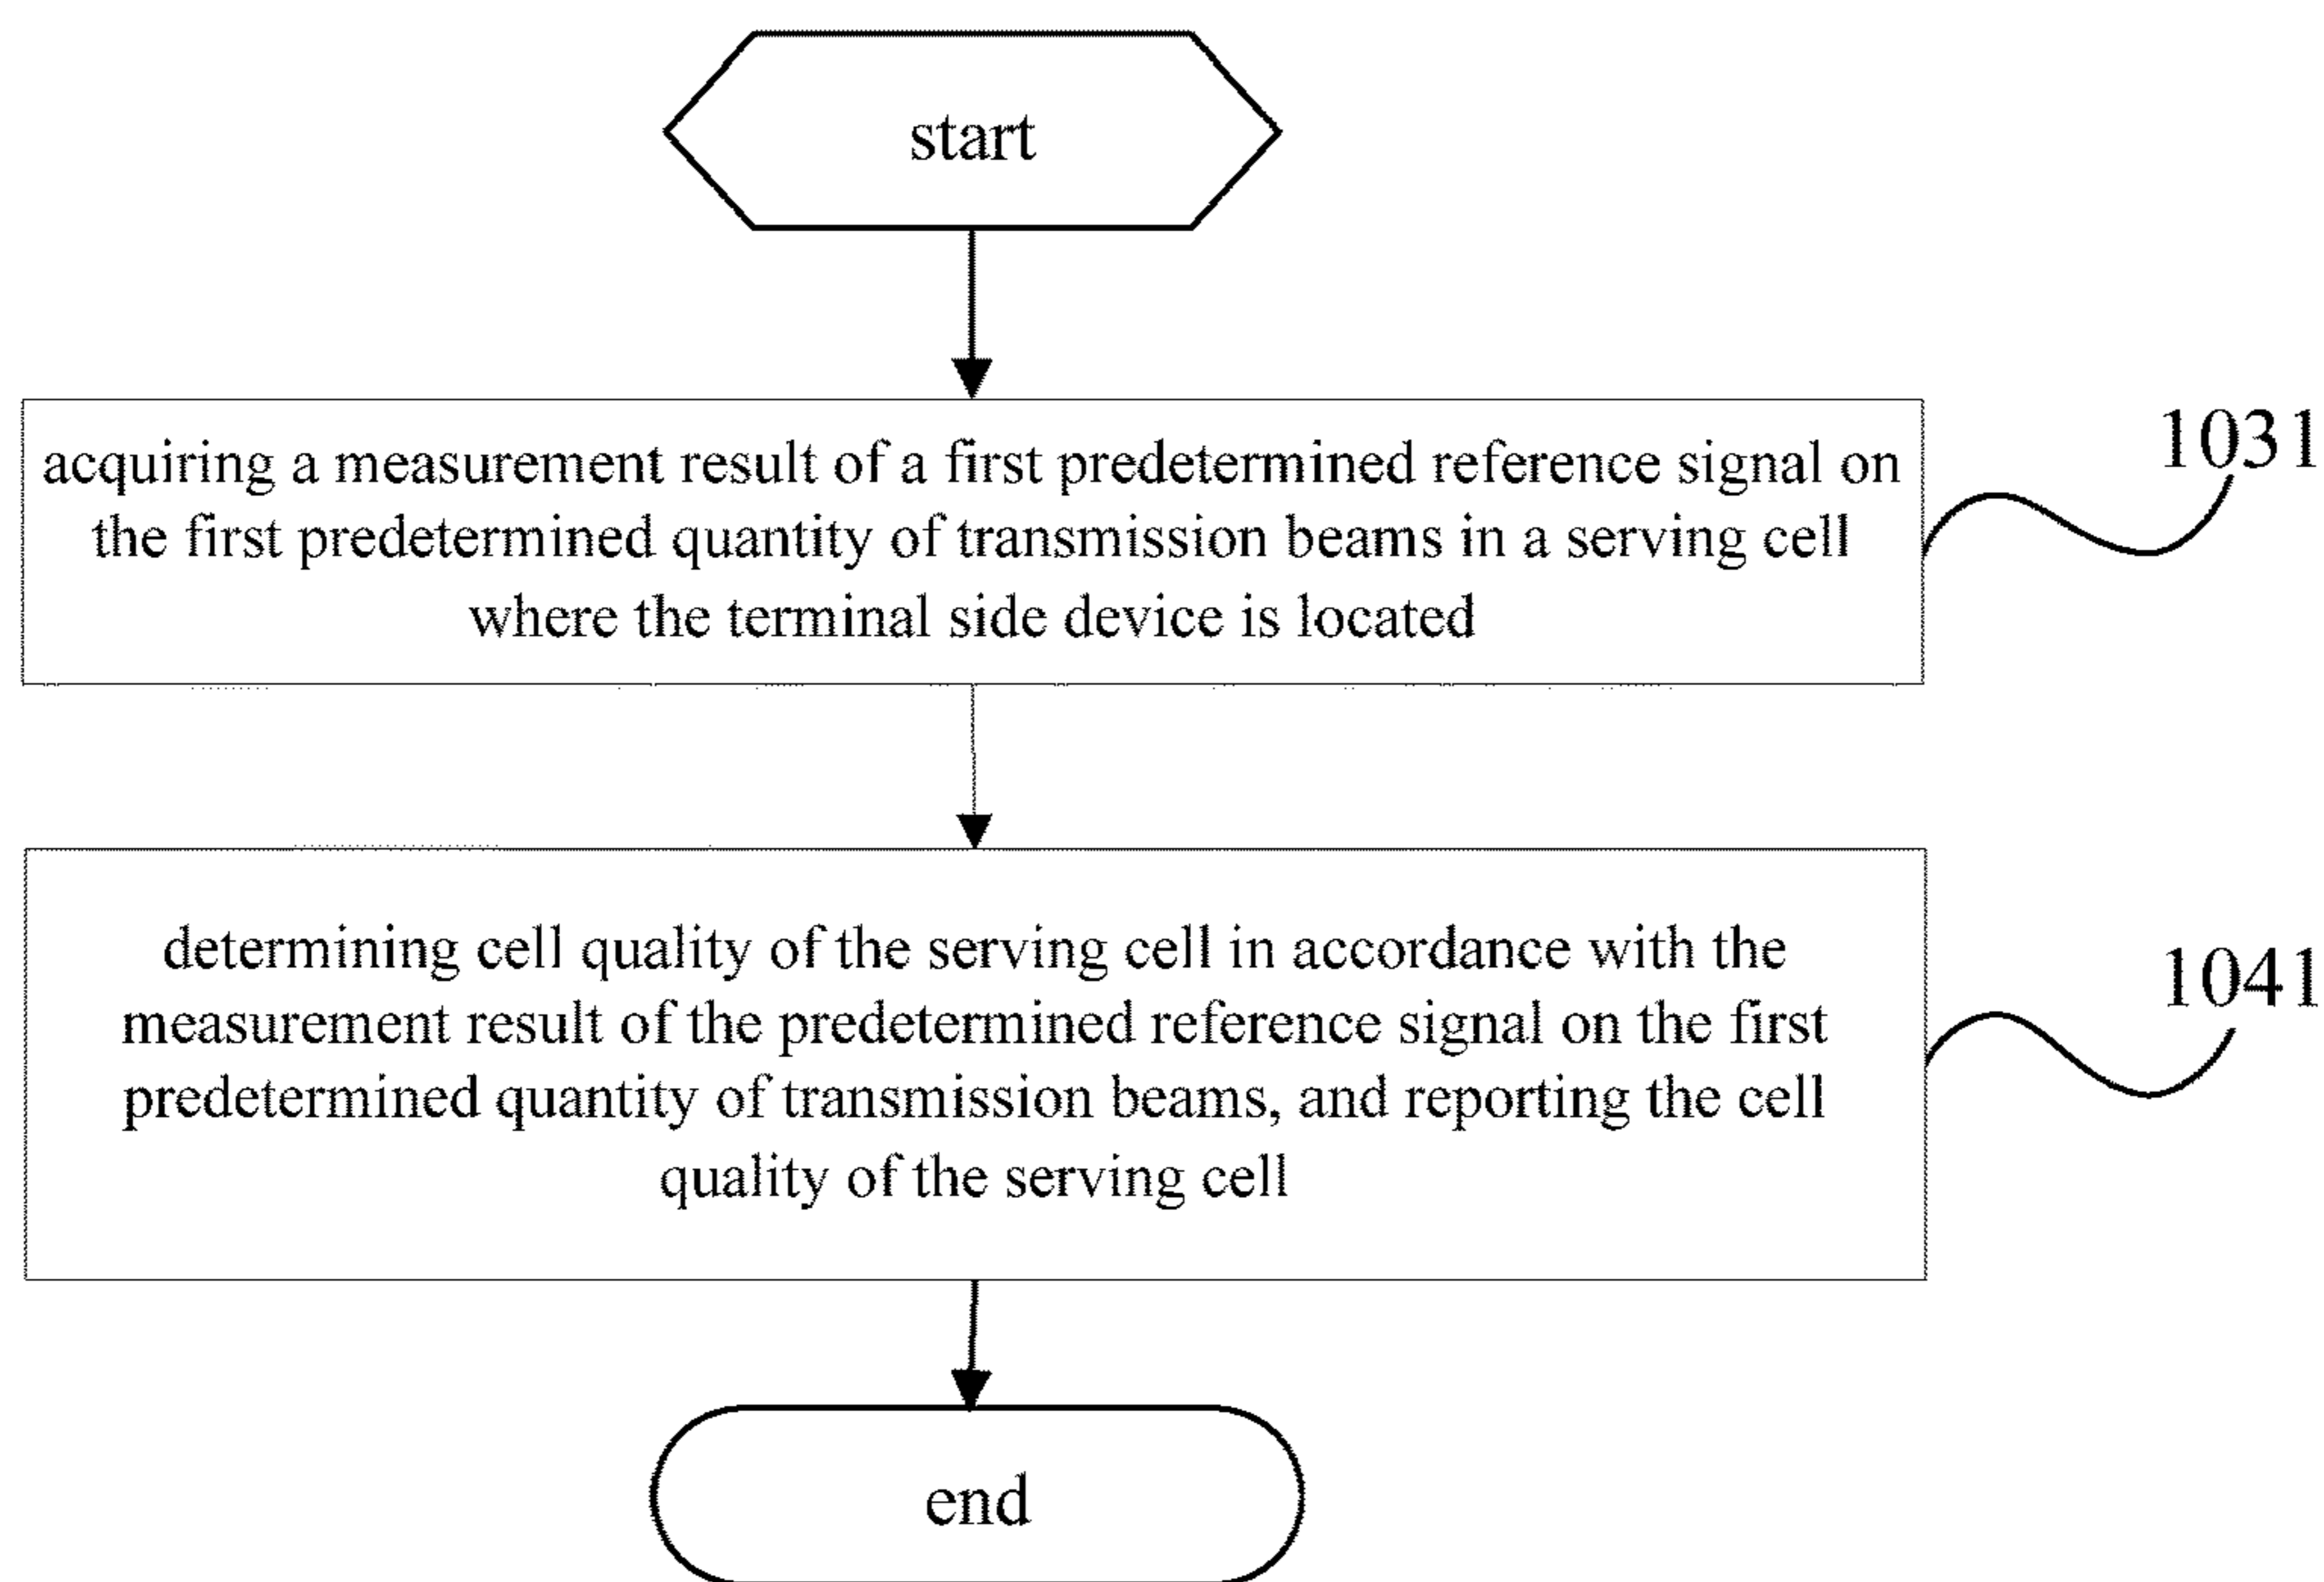 start
acquiring a measurement result of a first predetermined reference signal on
the first predetermined quantity of transmission beams in a serving cell
where the terminal side device is located
1031
determining cell quality of the serving cell in accordance with the
measurement result of the predetermined reference signal on the first
predetermined quantity of transmission beams, and reporting the cell
quality of the serving cell
1041
end